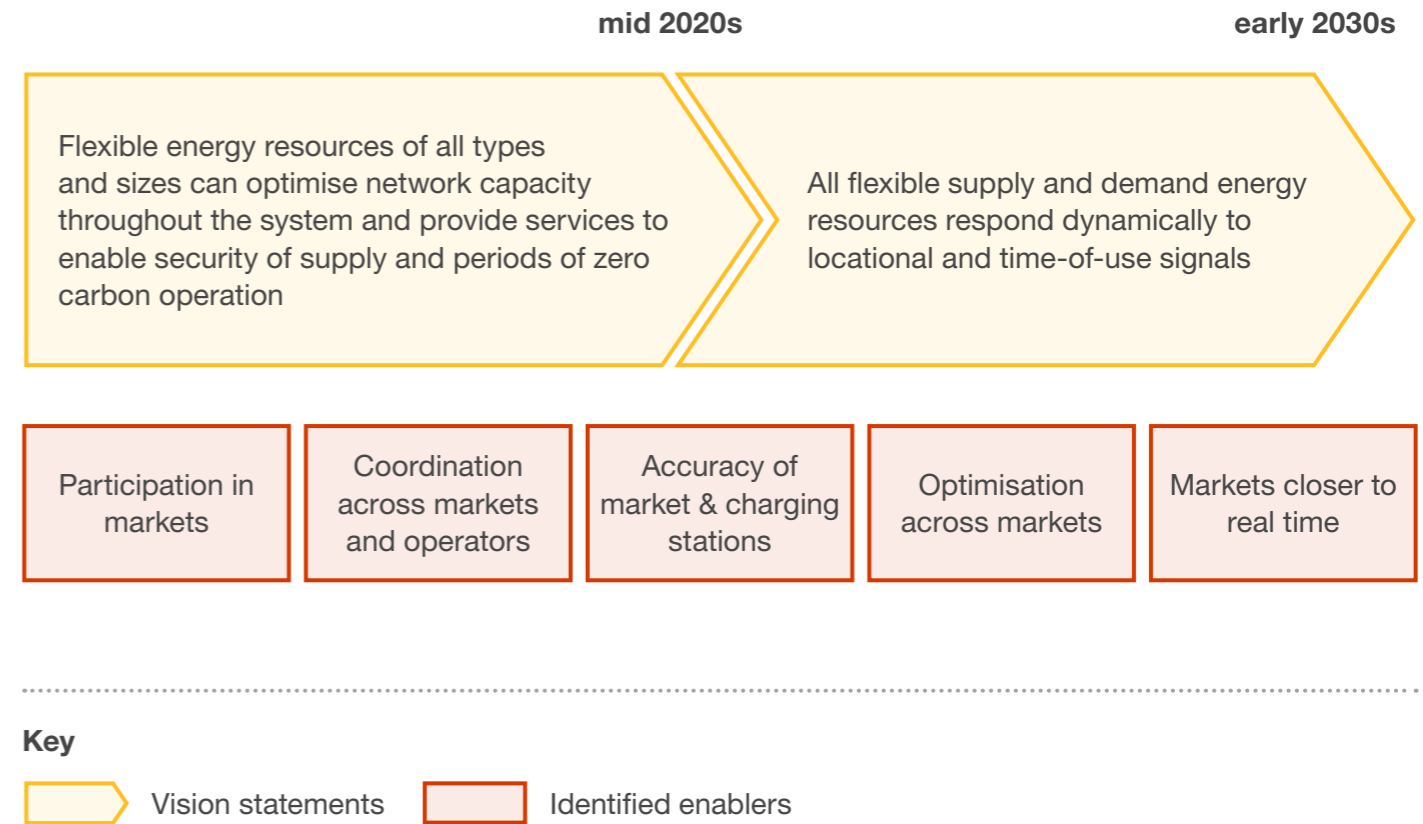 mid 2020s
early 2030s
Flexible energy resources of all types
and sizes can optimise network capacity
throughout the system and provide services to
enable security of supply and periods of zero
carbon operation
All flexible supply and demand energy
resources respond dynamically to
locational and time-of-use signals
Participation in
markets
Coordination
across markets
and operators
Accuracy of
market & charging
stations
Optimisation
across markets
Markets closer to
real time
Key
Vision statements
Identified enablers